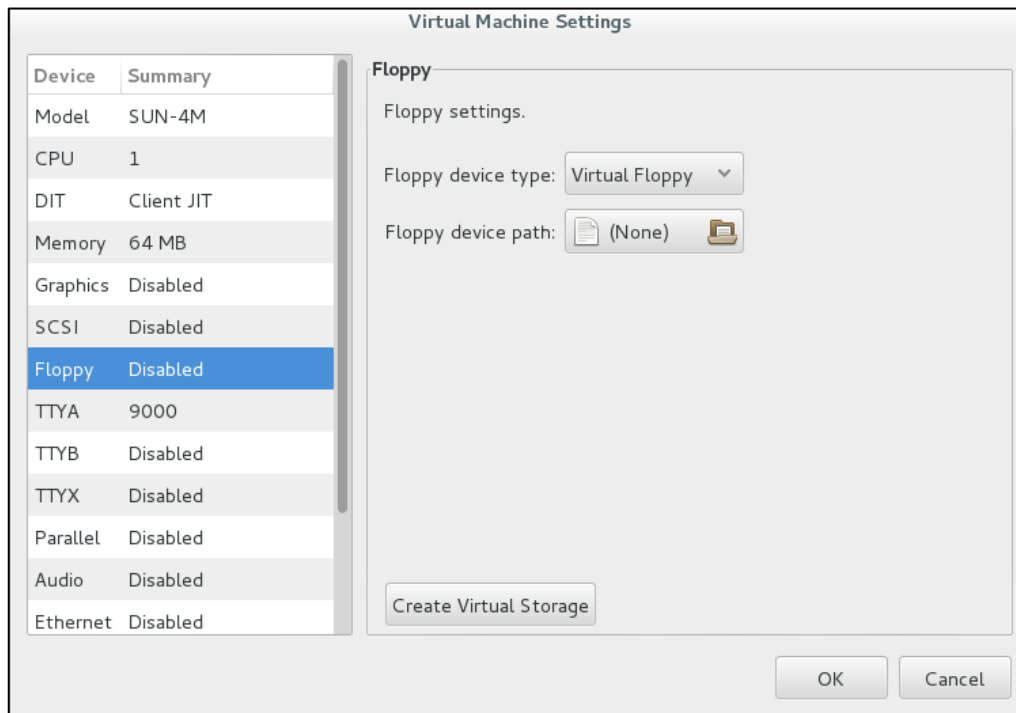 Virtual Machine Settings
Device Summary
Model SUN-4M
CPU 1
DIT Client JIT
Memory 64 MB
Graphics Disabled
SCSI Disabled
Floppy Disabled
TTYA 9000
TTYB Disabled
TTYX Disabled
Parallel Disabled
Audio Disabled
Ethernet Disabled
Floppy
Floppy settings.
Floppy device type: Virtual Floppy
Floppy device path: (None)
Create Virtual Storage
OK Cancel